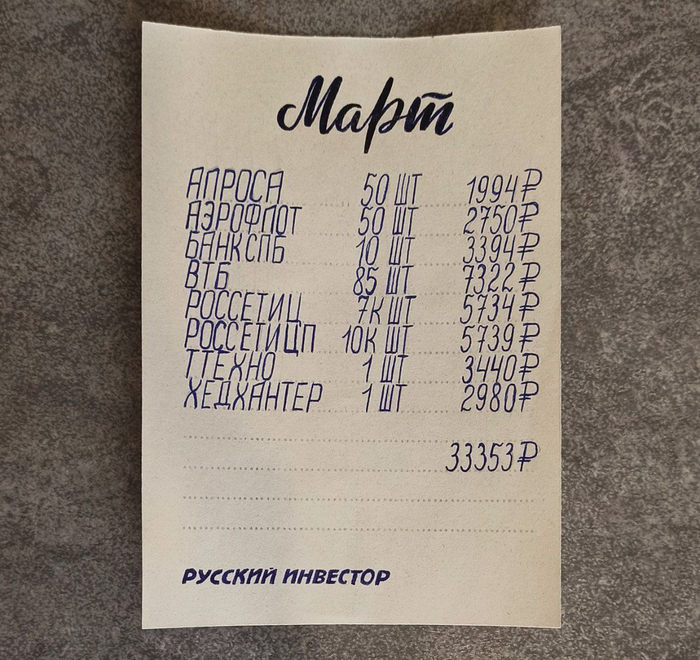 Март
АЛРОСА 50 ШТ 1994₽
АЭРОФЛОТ 50 ШТ 2750₽
БАНКСПБ 10 ШТ 3394₽
ВТБ 85 ШТ 7322₽
РОССЕТИЦ 7К ШТ 5734₽
РОССЕТИЦП 10К ШТ 5739₽
ТТЕХНО 1 ШТ 3440₽
ХЕДХАНТЕР 1 ШТ 2980₽
33353₽
РУССКИЙ ИНВЕСТОР